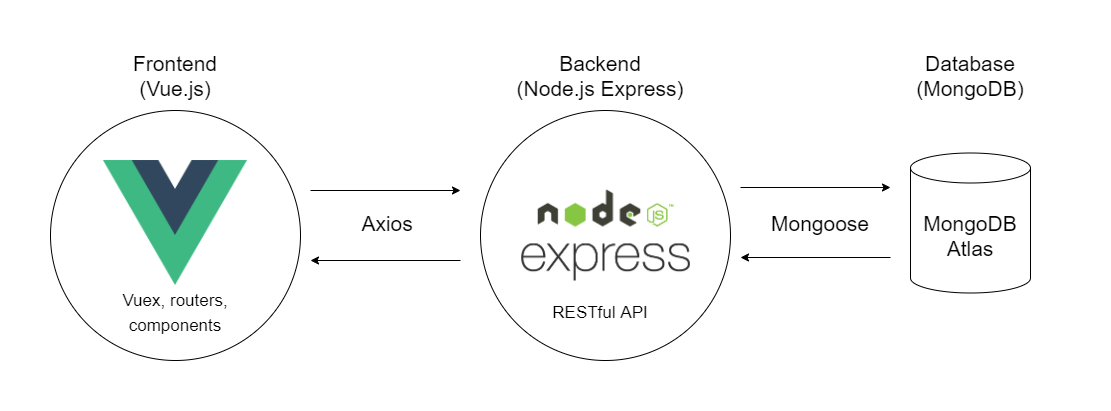 Frontend
(Vue.js)
Backend
(Node.js Express)
Database
(MongoDB)
Vuex, routers,
components
Axios
node JS™
express
RESTful API
Mongoose
MongoDB
Atlas